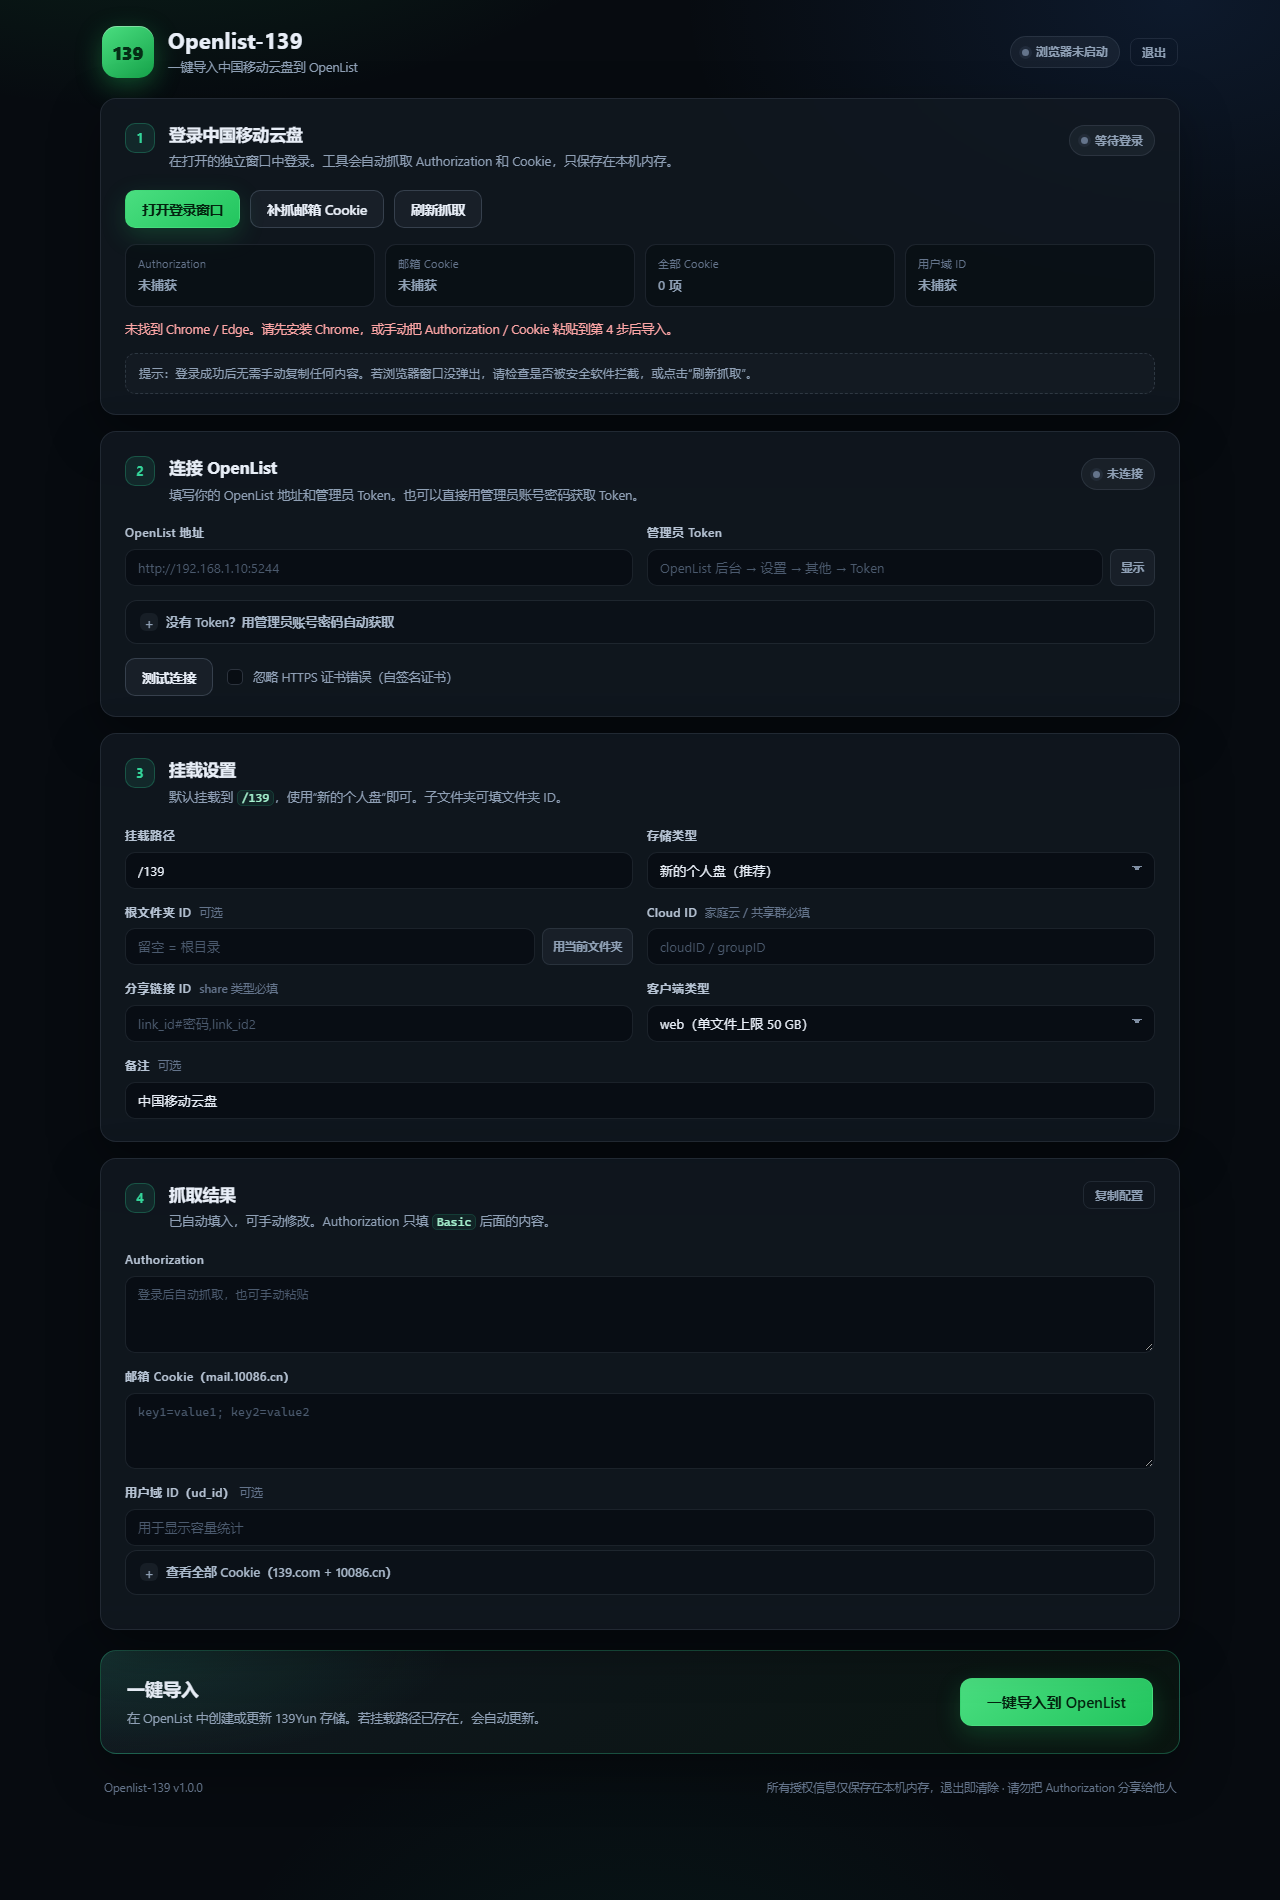 139
Openlist-139
一键导入中国移动云盘到 OpenList
浏览器未启动
退出
1
登录中国移动云盘
在打开的独立窗口中登录。工具会自动抓取 Authorization 和 Cookie，只保存在本机内存。
等待登录
打开登录窗口
补抓邮箱 Cookie
刷新抓取
Authorization
未捕获
邮箱 Cookie
未捕获
全部 Cookie
0 项
用户域 ID
未捕获
未找到 Chrome / Edge。请先安装 Chrome，或手动把 Authorization / Cookie 粘贴到第 4 步后导入。
提示：登录成功后无需手动复制任何内容。若浏览器窗口没弹出，请检查是否被安全软件拦截，或点击“刷新抓取”。
2
连接 OpenList
填写你的 OpenList 地址和管理员 Token。也可以直接用管理员账号密码获取 Token。
未连接
OpenList 地址
管理员 Token
http://192.168.1.10:5244
OpenList 后台 → 设置 → 其他 → Token
显示
+ 没有 Token？用管理员账号密码自动获取
测试连接
忽略 HTTPS 证书错误（自签名证书）
3
挂载设置
默认挂载到 /139，使用“新的个人盘”即可。子文件夹可填文件夹 ID。
挂载路径
存储类型
/139
新的个人盘（推荐）
根文件夹 ID 可选
Cloud ID 家庭云 / 共享群必填
留空 = 根目录
用当前文件夹
cloudID / groupID
分享链接 ID share 类型必填
客户端类型
link_id#密码,link_id2
web（单文件上限 50 GB）
备注 可选
中国移动云盘
4
抓取结果
已自动填入，可手动修改。Authorization 只填 Basic 后面的内容。
复制配置
Authorization
登录后自动抓取，也可手动粘贴
邮箱 Cookie（mail.10086.cn）
key1=value1; key2=value2
用户域 ID（ud_id） 可选
用于显示容量统计
+ 查看全部 Cookie（139.com + 10086.cn）
一键导入
在 OpenList 中创建或更新 139Yun 存储。若挂载路径已存在，会自动更新。
一键导入到 OpenList
Openlist-139 v1.0.0
所有授权信息仅保存在本机内存，退出即清除 · 请勿把 Authorization 分享给他人